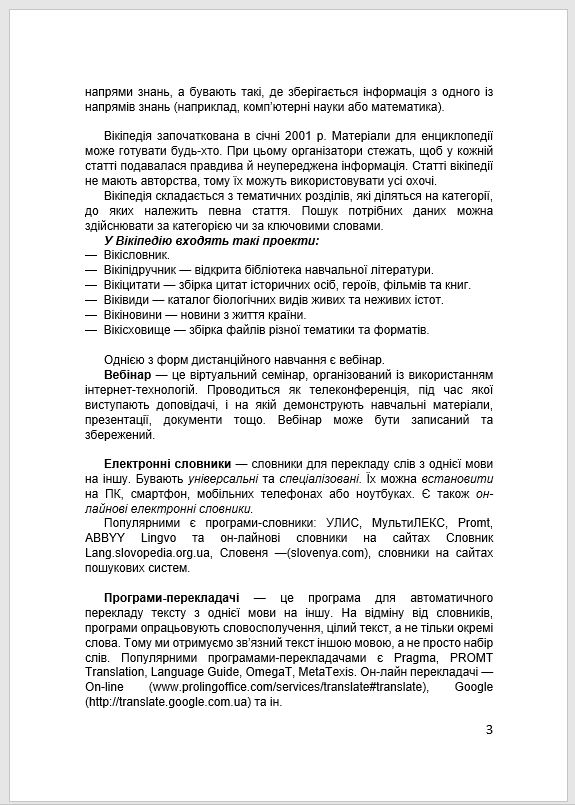 напрями знань, а бувають такі, де зберігається інформація з одного із
напрямів знань (наприклад, комп’ютерні науки або математика).
Вікіпедія започаткована в січні 2001 р. Матеріали для енциклопедії
може готувати будь-хто. При цьому організатори стежать, щоб у кожній
статті подавалася правдива й неупереджена інформація. Статті вікіпедії
не мають авторства, тому їх можуть використовувати усі охочі.
Вікіпедія складається з тематичних розділів, які діляться на категорії,
до яких належить певна стаття. Пошук потрібних даних можна
здійснювати за категорією чи за ключовими словами.
У Вікіпедію входять такі проекти:
— Вікісловник.
— Вікіпідручник — відкрита бібліотека навчальної літератури.
— Вікіцитати — збірка цитат історичних осіб, героїв, фільмів та книг.
— Віківиди — каталог біологічних видів живих та неживих істот.
— Вікіновини — новини з життя країни.
— Вікісховище — збірка файлів різної тематики та форматів.
Однією з форм дистанційного навчання є вебінар.
Вебінар — це віртуальний семінар, організований із використанням
інтернет-технологій. Проводиться як телеконференція, під час якої
виступають доповідачі, і на якій демонструють навчальні матеріали,
презентації, документи тощо. Вебінар може бути записаний та
збережений.
Електронні словники — словники для перекладу слів з однієї мови
на іншу. Бувають універсальні та спеціалізовані. Їх можна встановити
на ПК, смартфон, мобільних телефонах або ноутбуках. Є також он-
лайнові електронні словники.
Популярними є програми-словники: УЛИС, МультиЛЕКС, Promt,
ABBYY Lingvo та он-лайнові словники на сайтах Словник
Lang.slovopedia.org.ua, Словеня —(slovenya.com), словники на сайтах
пошукових систем.
Програми-перекладачі — це програма для автоматичного
перекладу тексту з однієї мови на іншу. На відміну від словників,
програми опрацьовують словосполучення, цілий текст, а не тільки окремі
слова. Тому ми отримуємо зв’язний текст іншою мовою, а не просто набір
слів. Популярними програмами-перекладачами є Pragma, PROMT
Translation, Language Guide, OmegaT, MetaTexis. Он-лайн перекладачі —
On-line (www.prolingoffice.com/services/translate#translate), Google
(http://translate.google.com.ua) та ін.
3